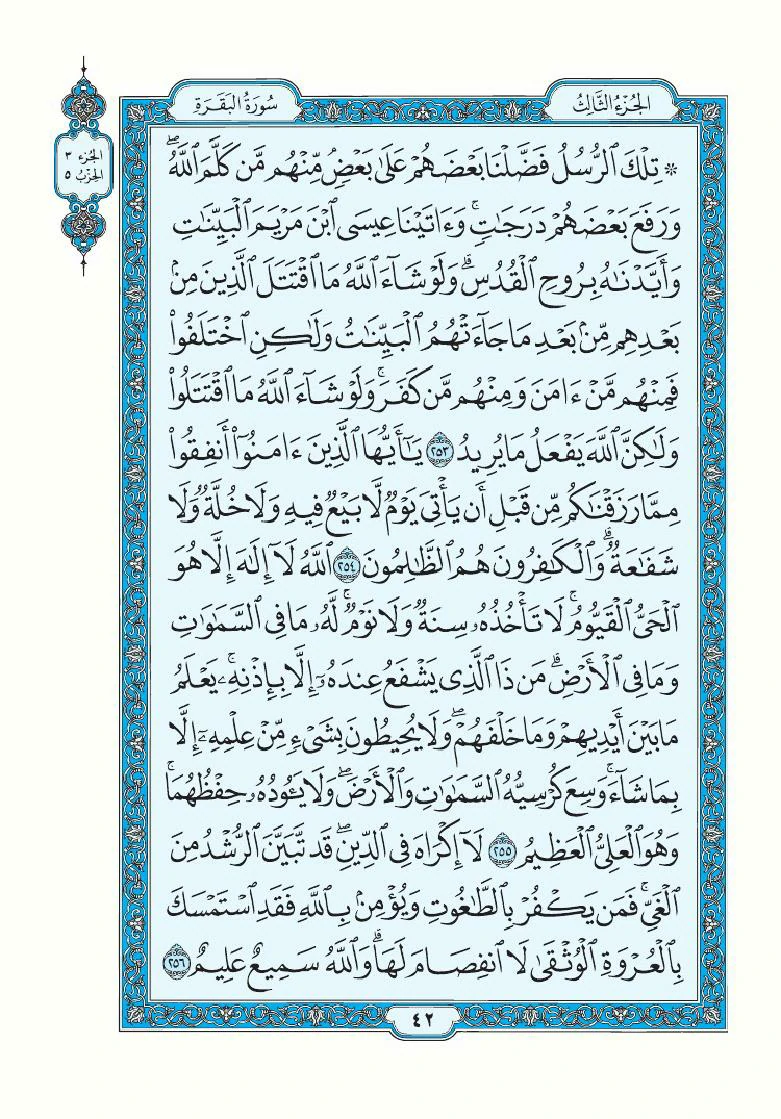 سُورَةُ البَقَرَةِ
الجُزْءُ الثَّالِثُ
الجزء ٣
الحزب ٥
۞ تِلْكَ ٱلرُّسُلُ فَضَّلْنَا بَعْضَهُمْ عَلَىٰ بَعْضٍۘ مِّنْهُم مَّن كَلَّمَ ٱللَّهُۖ
وَرَفَعَ بَعْضَهُمْ دَرَجَٰتٍۚ وَءَاتَيْنَا عِيسَى ٱبْنَ مَرْيَمَ ٱلْبَيِّنَٰتِ
وَأَيَّدْنَٰهُ بِرُوحِ ٱلْقُدُسِۗ وَلَوْ شَآءَ ٱللَّهُ مَا ٱقْتَتَلَ ٱلَّذِينَ مِنۢ
بَعْدِهِم مِّنۢ بَعْدِ مَا جَآءَتْهُمُ ٱلْبَيِّنَٰتُ وَلَٰكِنِ ٱخْتَلَفُوا۟
فَمِنْهُم مَّنْ ءَامَنَ وَمِنْهُم مَّن كَفَرَۚ وَلَوْ شَآءَ ٱللَّهُ مَا ٱقْتَتَلُوا۟
وَلَٰكِنَّ ٱللَّهَ يَفْعَلُ مَا يُرِيدُ ٢٥٣ يَٰٓأَيُّهَا ٱلَّذِينَ ءَامَنُوٓا۟ أَنفِقُوا۟
مِمَّا رَزَقْنَٰكُم مِّن قَبْلِ أَن يَأْتِىَ يَوْمٌ لَّا بَيْعٌ فِيهِ وَلَا خُلَّةٌ وَلَا
شَفَٰعَةٌۗ وَٱلْكَٰفِرُونَ هُمُ ٱلظَّٰلِمُونَ ٢٥٤ ٱللَّهُ لَآ إِلَٰهَ إِلَّا هُوَ
ٱلْحَىُّ ٱلْقَيُّومُۚ لَا تَأْخُذُهُۥ سِنَةٌ وَلَا نَوْمٌۚ لَّهُۥ مَا فِى ٱلسَّمَٰوَٰتِ
وَمَا فِى ٱلْأَرْضِۗ مَن ذَا ٱلَّذِى يَشْفَعُ عِندَهُۥٓ إِلَّا بِإِذْنِهِۦۚ يَعْلَمُ
مَا بَيْنَ أَيْدِيهِمْ وَمَا خَلْفَهُمْۖ وَلَا يُحِيطُونَ بِشَىْءٍ مِّنْ عِلْمِهِۦٓ إِلَّا
بِمَا شَآءَۚ وَسِعَ كُرْسِيُّهُ ٱلسَّمَٰوَٰتِ وَٱلْأَرْضَۖ وَلَا يَـُٔودُهُۥ حِفْظُهُمَاۚ
وَهُوَ ٱلْعَلِىُّ ٱلْعَظِيمُ ٢٥٥ لَآ إِكْرَاهَ فِى ٱلدِّينِۖ قَد تَّبَيَّنَ ٱلرُّشْدُ مِنَ
ٱلْغَىِّۚ فَمَن يَكْفُرْ بِٱلطَّٰغُوتِ وَيُؤْمِنۢ بِٱللَّهِ فَقَدِ ٱسْتَمْسَكَ
بِٱلْعُرْوَةِ ٱلْوُثْقَىٰ لَا ٱنفِصَامَ لَهَاۗ وَٱللَّهُ سَمِيعٌ عَلِيمٌ ٢٥٦
٤٢